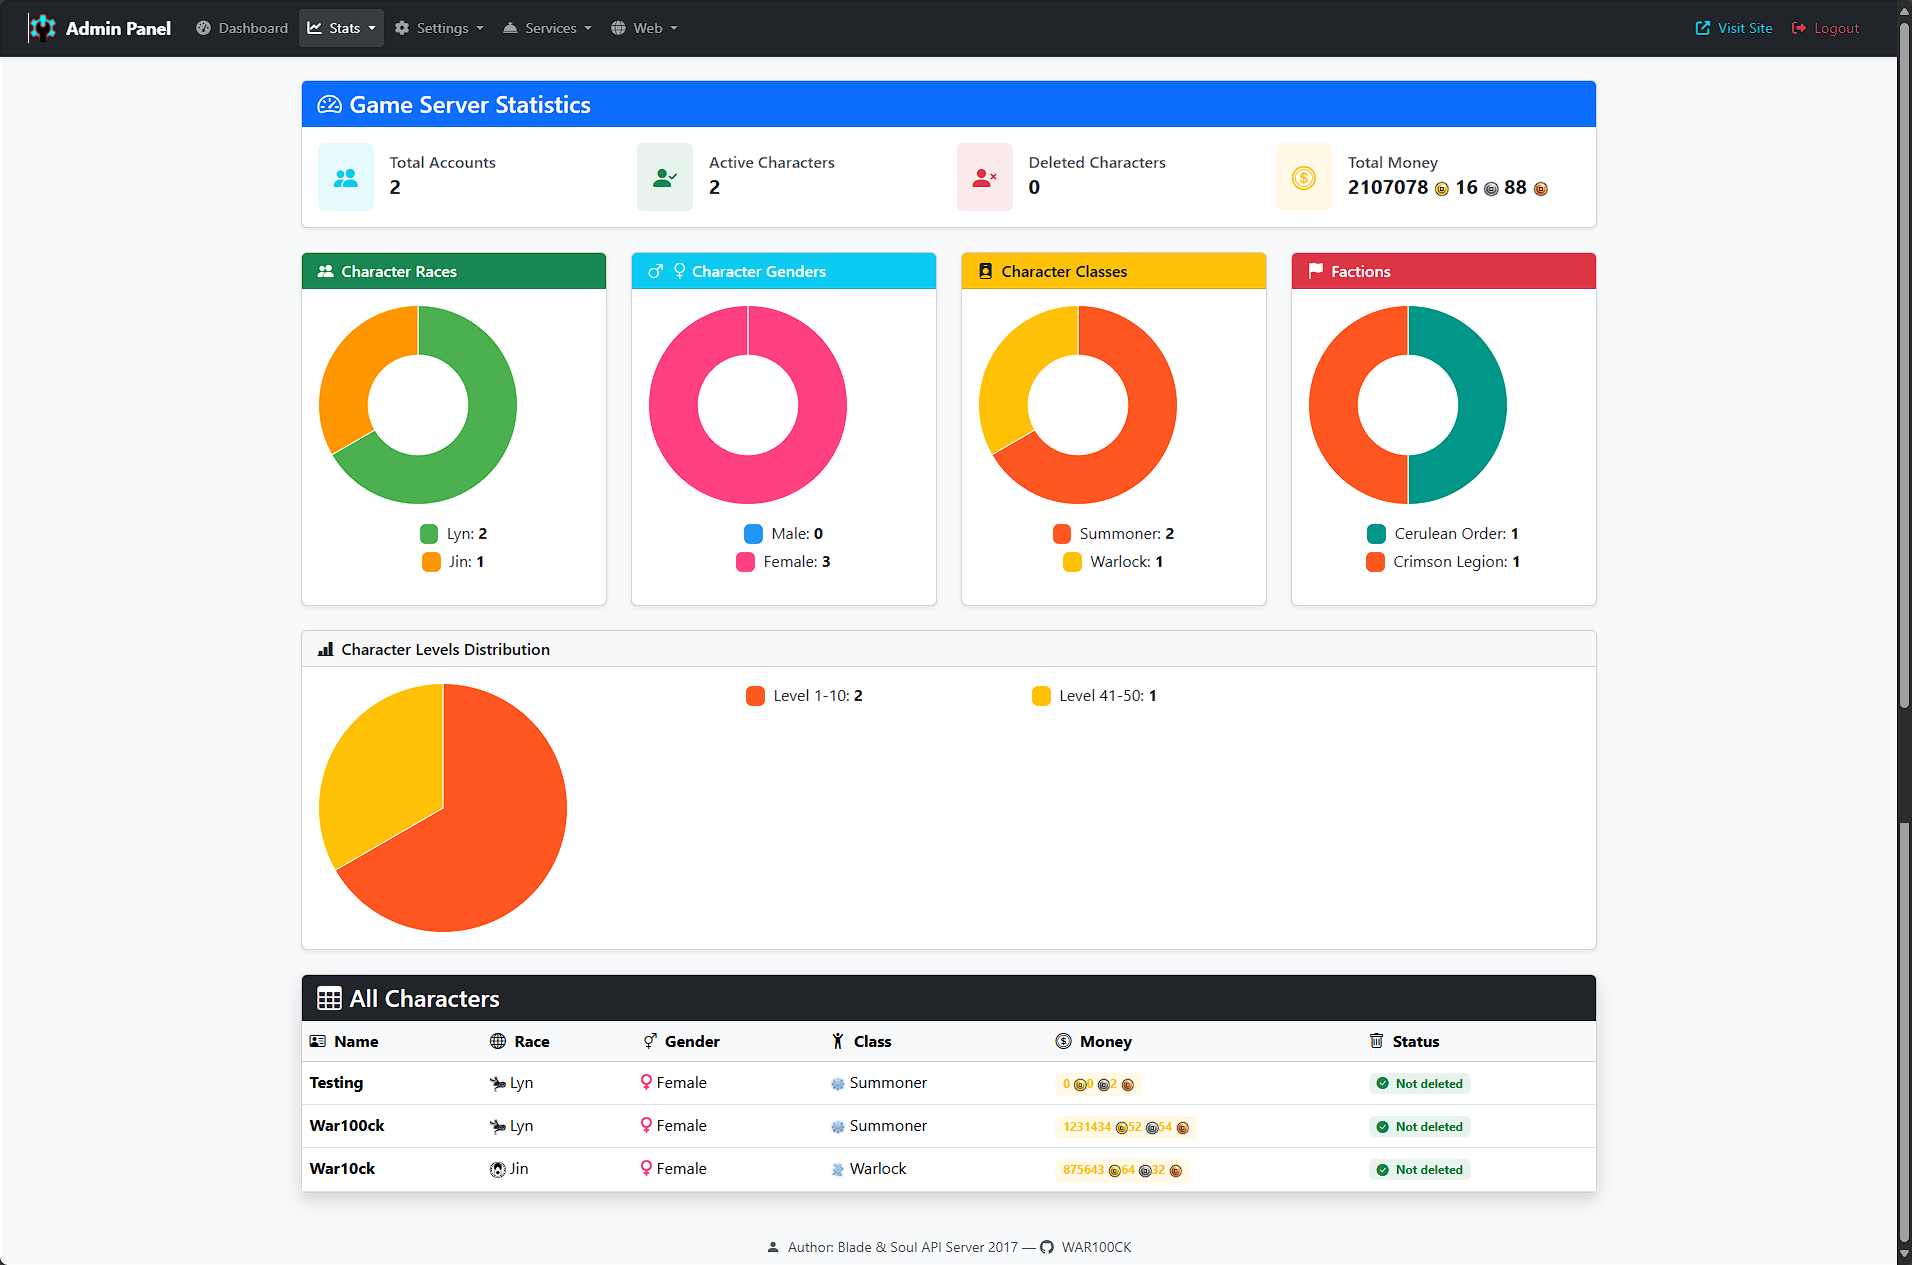 Admin Panel Dashboard Stats Settings Services Web Visit Site Logout
Game Server Statistics
Total Accounts
2
Active Characters
2
Deleted Characters
0
Total Money
2107078 16 88
Character Races
Lyn: 2
Jin: 1
Character Genders
Male: 0
Female: 3
Character Classes
Summoner: 2
Warlock: 1
Factions
Cerulean Order: 1
Crimson Legion: 1
Character Levels Distribution
Level 1-10: 2
Level 41-50: 1
All Characters
Name Race Gender Class Money Status
Testing Lyn Female Summoner 0 0 2 Not deleted
War100ck Lyn Female Summoner 1231434 52 54 Not deleted
War10ck Jin Female Warlock 875643 64 32 Not deleted
Author: Blade & Soul API Server 2017 — WAR100CK